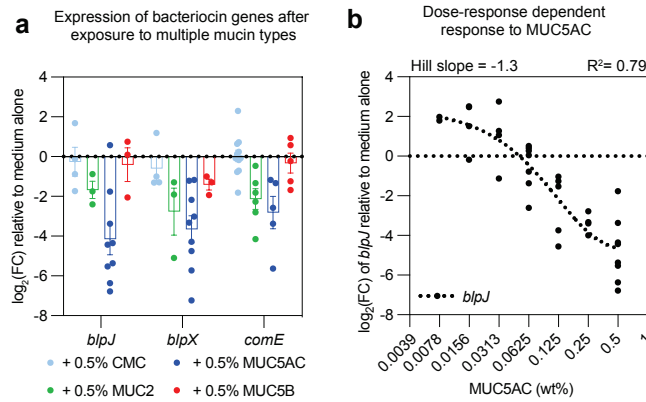 a
Expression of bacteriocin genes after
exposure to multiple mucin types
log2(FC) relative to medium alone
4
2
0
-2
-4
-6
-8
blpJ
blpX
comE
+ 0.5% CMC
+ 0.5% MUC5AC
+ 0.5% MUC2
+ 0.5% MUC5B
b
Dose-response dependent
response to MUC5AC
Hill slope = -1.3
R²= 0.79
log2(FC) of blpJ relative to medium alone
4
2
0
-2
-4
-6
-8
blpJ
0.0039
0.0078
0.0156
0.0313
0.0625
0.125
0.25
0.5
1
MUC5AC (wt%)